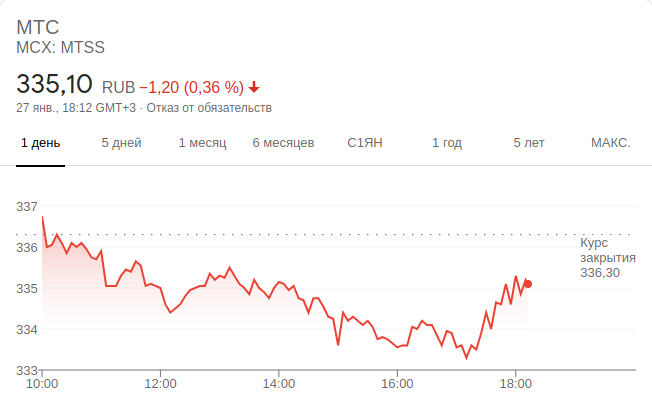 МТС
MCX: MTSS
335,10 RUB −1,20 (0,36 %)
27 янв., 18:12 GMT+3 · Отказ от обязательств
1 день 5 дней 1 месяц 6 месяцев С1ЯН 1 год 5 лет МАКС.
337
336
335
334
333
Курс
закрытия
336,30
10:00 12:00 14:00 16:00 18:00